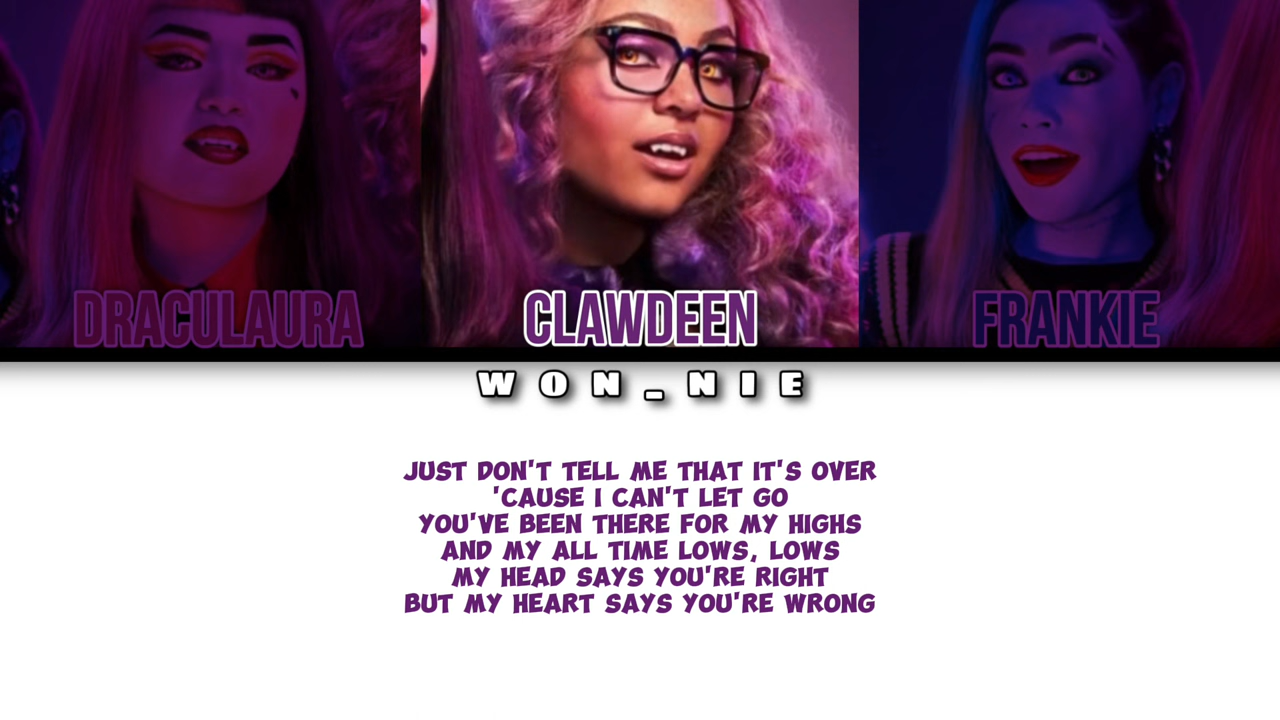 DRACULAURA
CLAWDEEN
FRANKIE
WON_NIE
JUST DON'T TELL ME THAT IT'S OVER
'CAUSE I CAN'T LET GO
YOU'VE BEEN THERE FOR MY HIGHS
AND MY ALL TIME LOWS, LOWS
MY HEAD SAYS YOU'RE RIGHT
BUT MY HEART SAYS YOU'RE WRONG